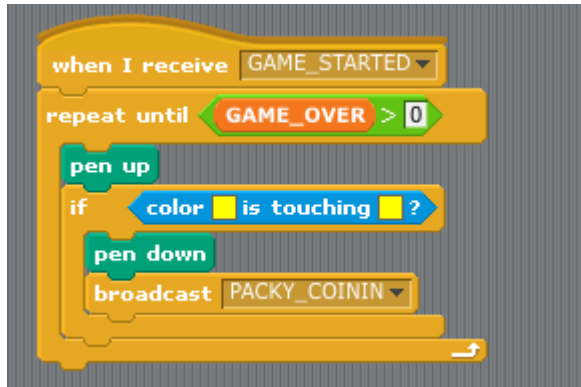 when I receive GAME_STARTED
repeat until GAME_OVER > 0
pen up
if color is touching ?
pen down
broadcast PACKY_COININ